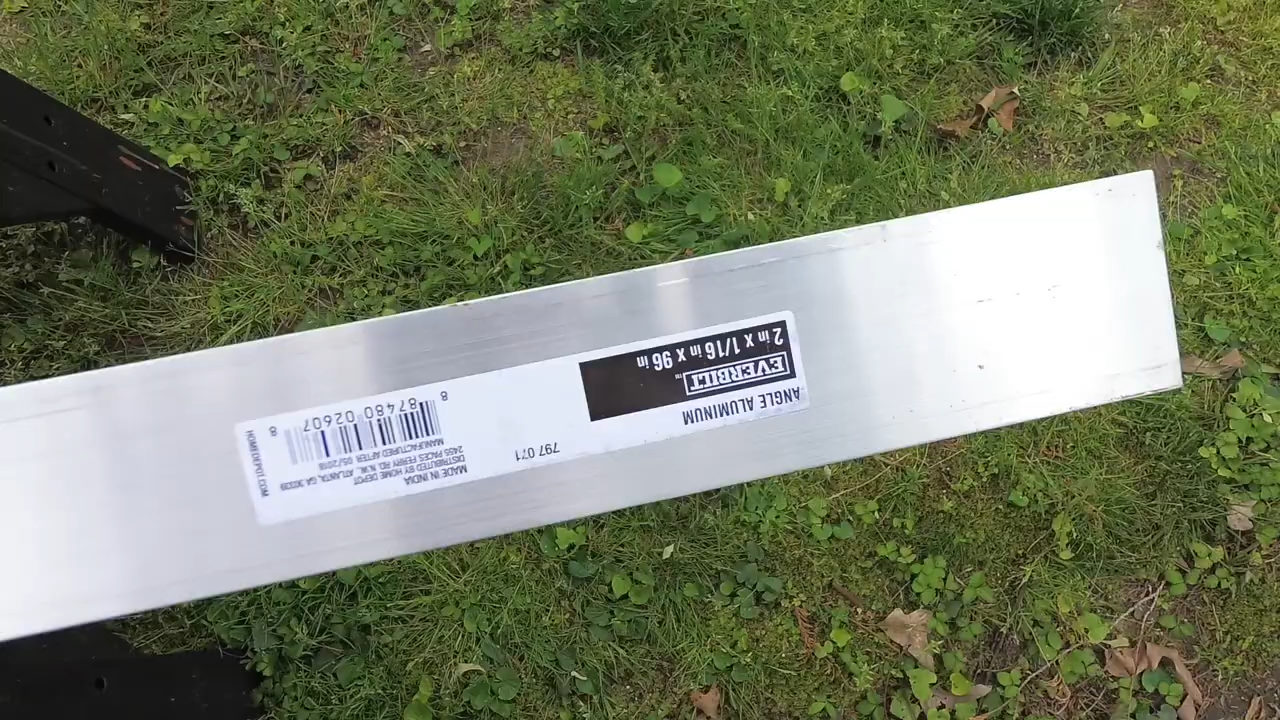 ANGLE ALUMINUM
EVERBILT™
2 in x 1/16 in x 96 in
797 071
MADE IN INDIA
DISTRIBUTED BY HOME DEPOT
2455 PACES FERRY RD. N.W., ATLANTA, GA 30339
MANUFACTURED AFTER 05/2018
8 87480 02607 8
HOMEDEPOT.COM